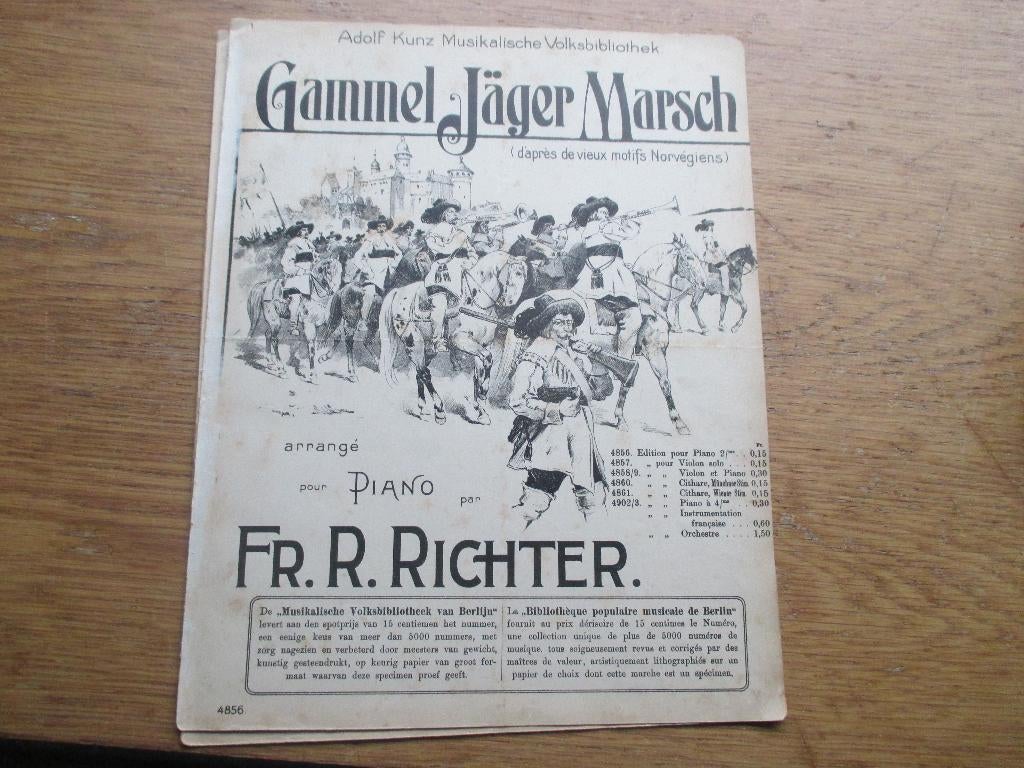 Adolf Kunz Musikalische Volksbibliothek
Gammel Jäger Marsch
(d'après de vieux motifs Norvégiens)
arrangé
pour PIANO par
FR. R. RICHTER.
Fr.
4856. Edition pour Piano 2/ms . . 0,15
4857. „ pour Violon solo . . . 0,15
4858/9. „ „ Violon et Piano 0,30
4860. „ „ Cithare, Münchner Stim. 0,15
4861. „ „ Cithare, Wiener Stim. 0,15
4902/3. „ „ Piano à 4/ms . . 0,30
„ „ Instrumentation
française . . . 0,60
„ „ Orchestre . . . . 1,50
De „Musikalische Volksbibliotheek van Berlijn"
levert aan den spotprijs van 15 centiemen het nummer,
een eenige keus van meer dan 5000 nummers, met
zorg nagezien en verbeterd door meesters van gewicht,
kunstig gesteendrukt, op keurig papier van groot for-
maat waarvan deze specimen proef geeft.
La „Bibliothèque populaire musicale de Berlin"
fournit au prix dérisoire de 15 centimes le Numéro,
une collection unique de plus de 5000 numéros de
musique, tous soigneusement revus et corrigés par des
maîtres de valeur, artistiquement lithographiés sur un
papier de choix dont cette marche est un spécimen.
4856